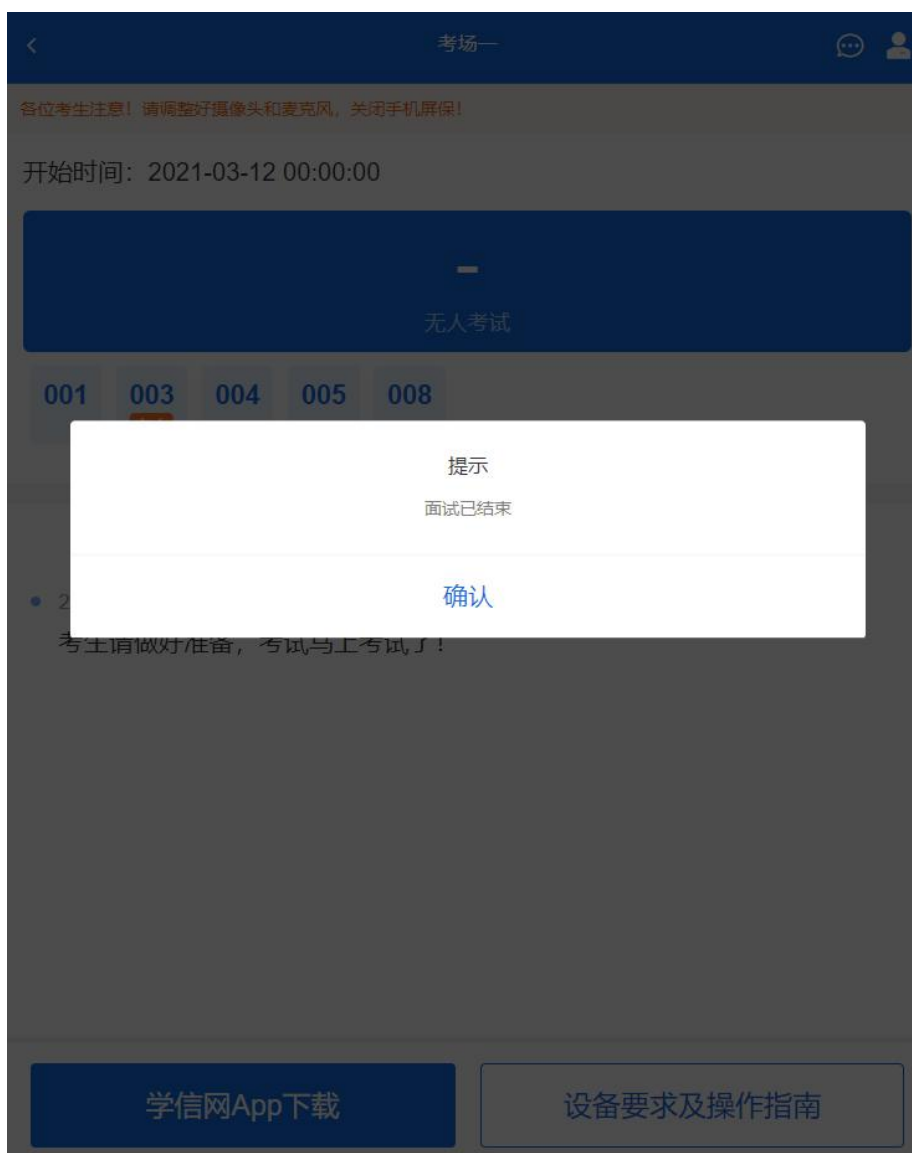 考场一
各位考生注意！请调整好摄像头和麦克风，关闭手机屏保！
开始时间：2021-03-12 00:00:00
-
无人考试
001 003 004 005 008
提示
面试已结束
确认
2
考生请做好准备，考试马上考试了！
学信网App下载
设备要求及操作指南